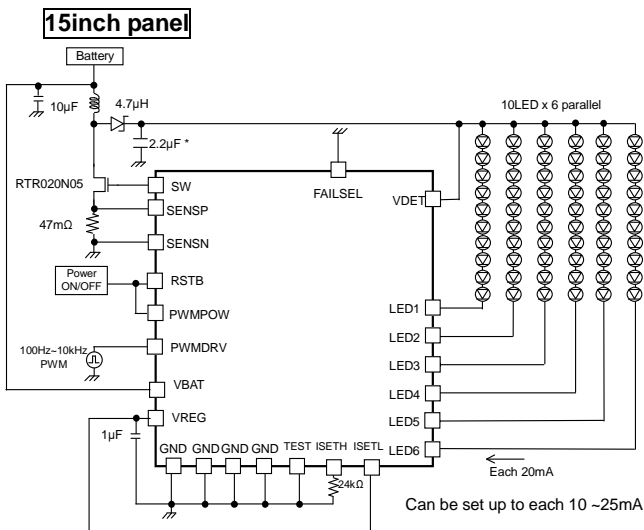 15inch panel
Battery
10µF
4.7µH
2.2µF *
10LED x 6 parallel
RTR020N05
SW
FAILSEL
VDET
SENSP
47mΩ
SENSN
Power
ON/OFF
RSTB
PWMPOW
LED1
LED2
100Hz~10kHz
PWM
PWMDRV
LED3
VBAT
LED4
VREG
LED5
1µF
GND GND GND GND TEST ISETH ISETL
LED6
24kΩ
Each 20mA
Can be set up to each 10 ~25mA